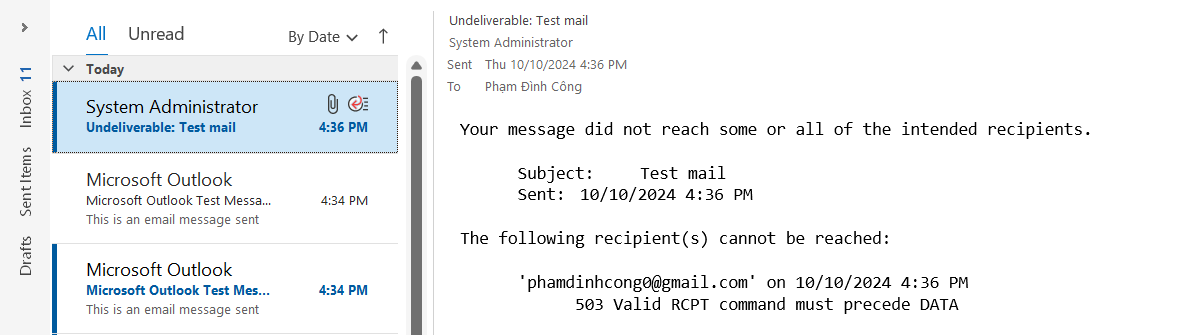 All Unread By Date
Inbox 11
Sent Items
Drafts
Today
System Administrator
Undeliverable: Test mail 4:36 PM
Microsoft Outlook
Microsoft Outlook Test Messa... 4:34 PM
This is an email message sent
Microsoft Outlook
Microsoft Outlook Test Mes... 4:34 PM
This is an email message sent
Undeliverable: Test mail
System Administrator
Sent Thu 10/10/2024 4:36 PM
To Phạm Đình Công
Your message did not reach some or all of the intended recipients.
Subject: Test mail
Sent: 10/10/2024 4:36 PM
The following recipient(s) cannot be reached:
'phamdinhcong0@gmail.com' on 10/10/2024 4:36 PM
503 Valid RCPT command must precede DATA